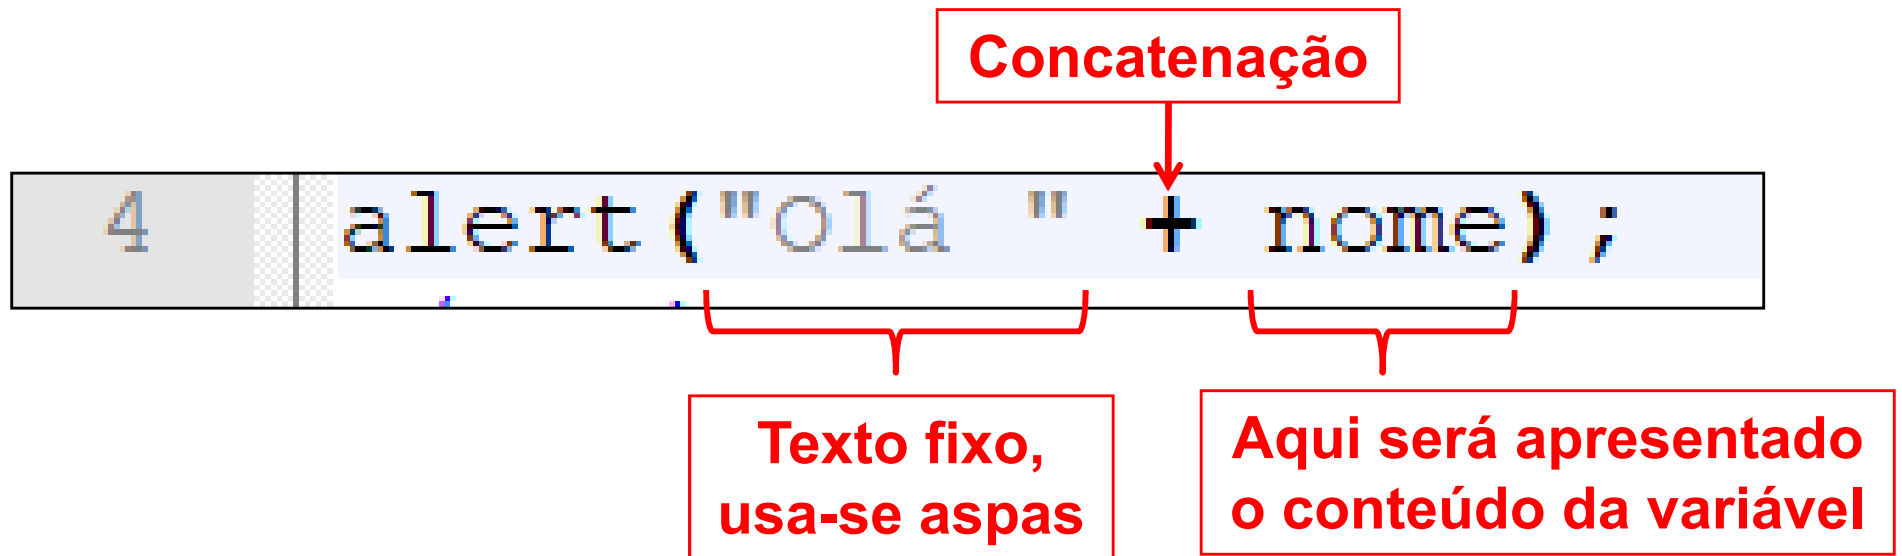 Concatenação
4 alert("Olá " + nome);
Texto fixo,
usa-se aspas
Aqui será apresentado
o conteúdo da variável